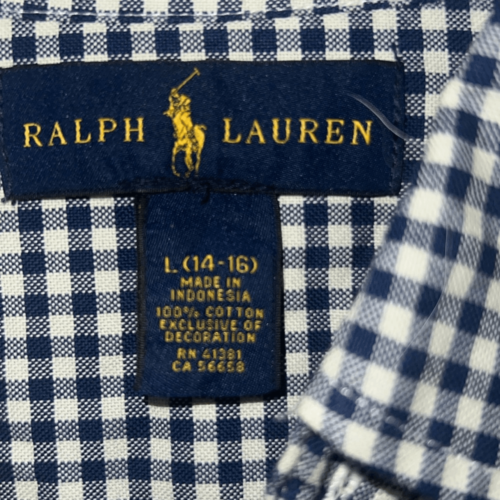 RALPH LAUREN
L (14-16)
MADE IN
INDONESIA
100% COTTON
EXCLUSIVE OF
DECORATION
RN 41381
CA 56658